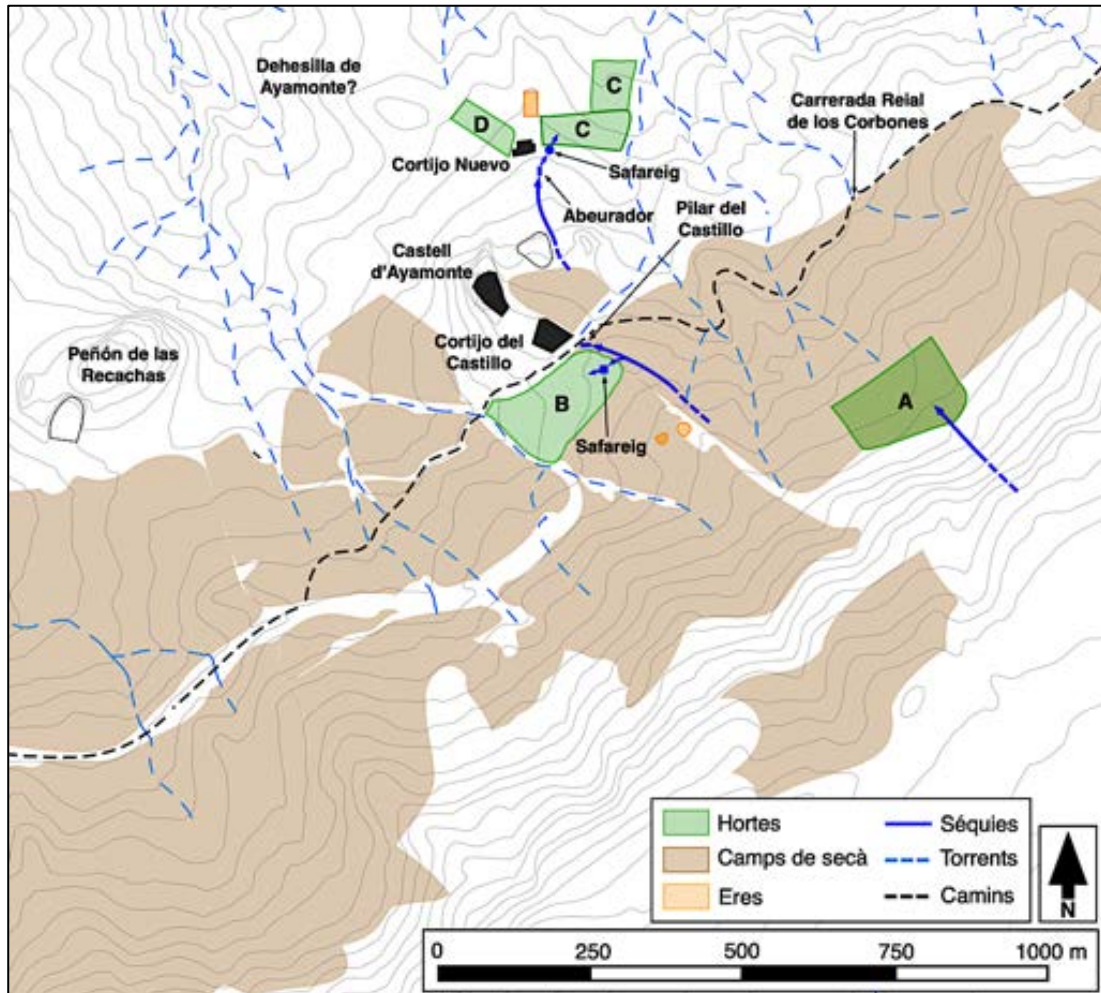 Dehesilla de
Ayamonte?
C
C
D
Carrerada Reial
de los Corbones
Cortijo Nuevo
Safareig
Abeurador
Pilar del
Castillo
Castell
d'Ayamonte
Cortijo del
Castillo
Peñón de las
Recachas
B
A
Safareig
Hortes
Camps de secà
Eres
Séquies
Torrents
Camins
N
0 250 500 750 1000 m